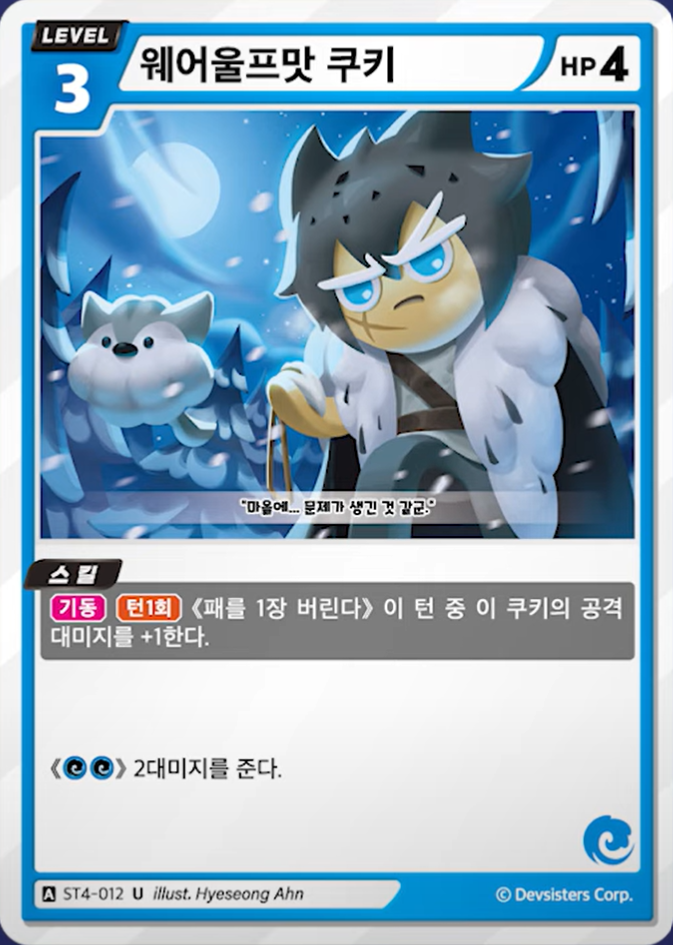 LEVEL
3
웨어울프맛 쿠키
HP 4
"마을에... 문제가 생긴 것 같군."
스킬
기동 턴1회 《패를 1장 버린다》 이 턴 중 이 쿠키의 공격
대미지를 +1한다.
《》 2대미지를 준다.
A ST4-012 U illust. Hyeseong Ahn
© Devsisters Corp.